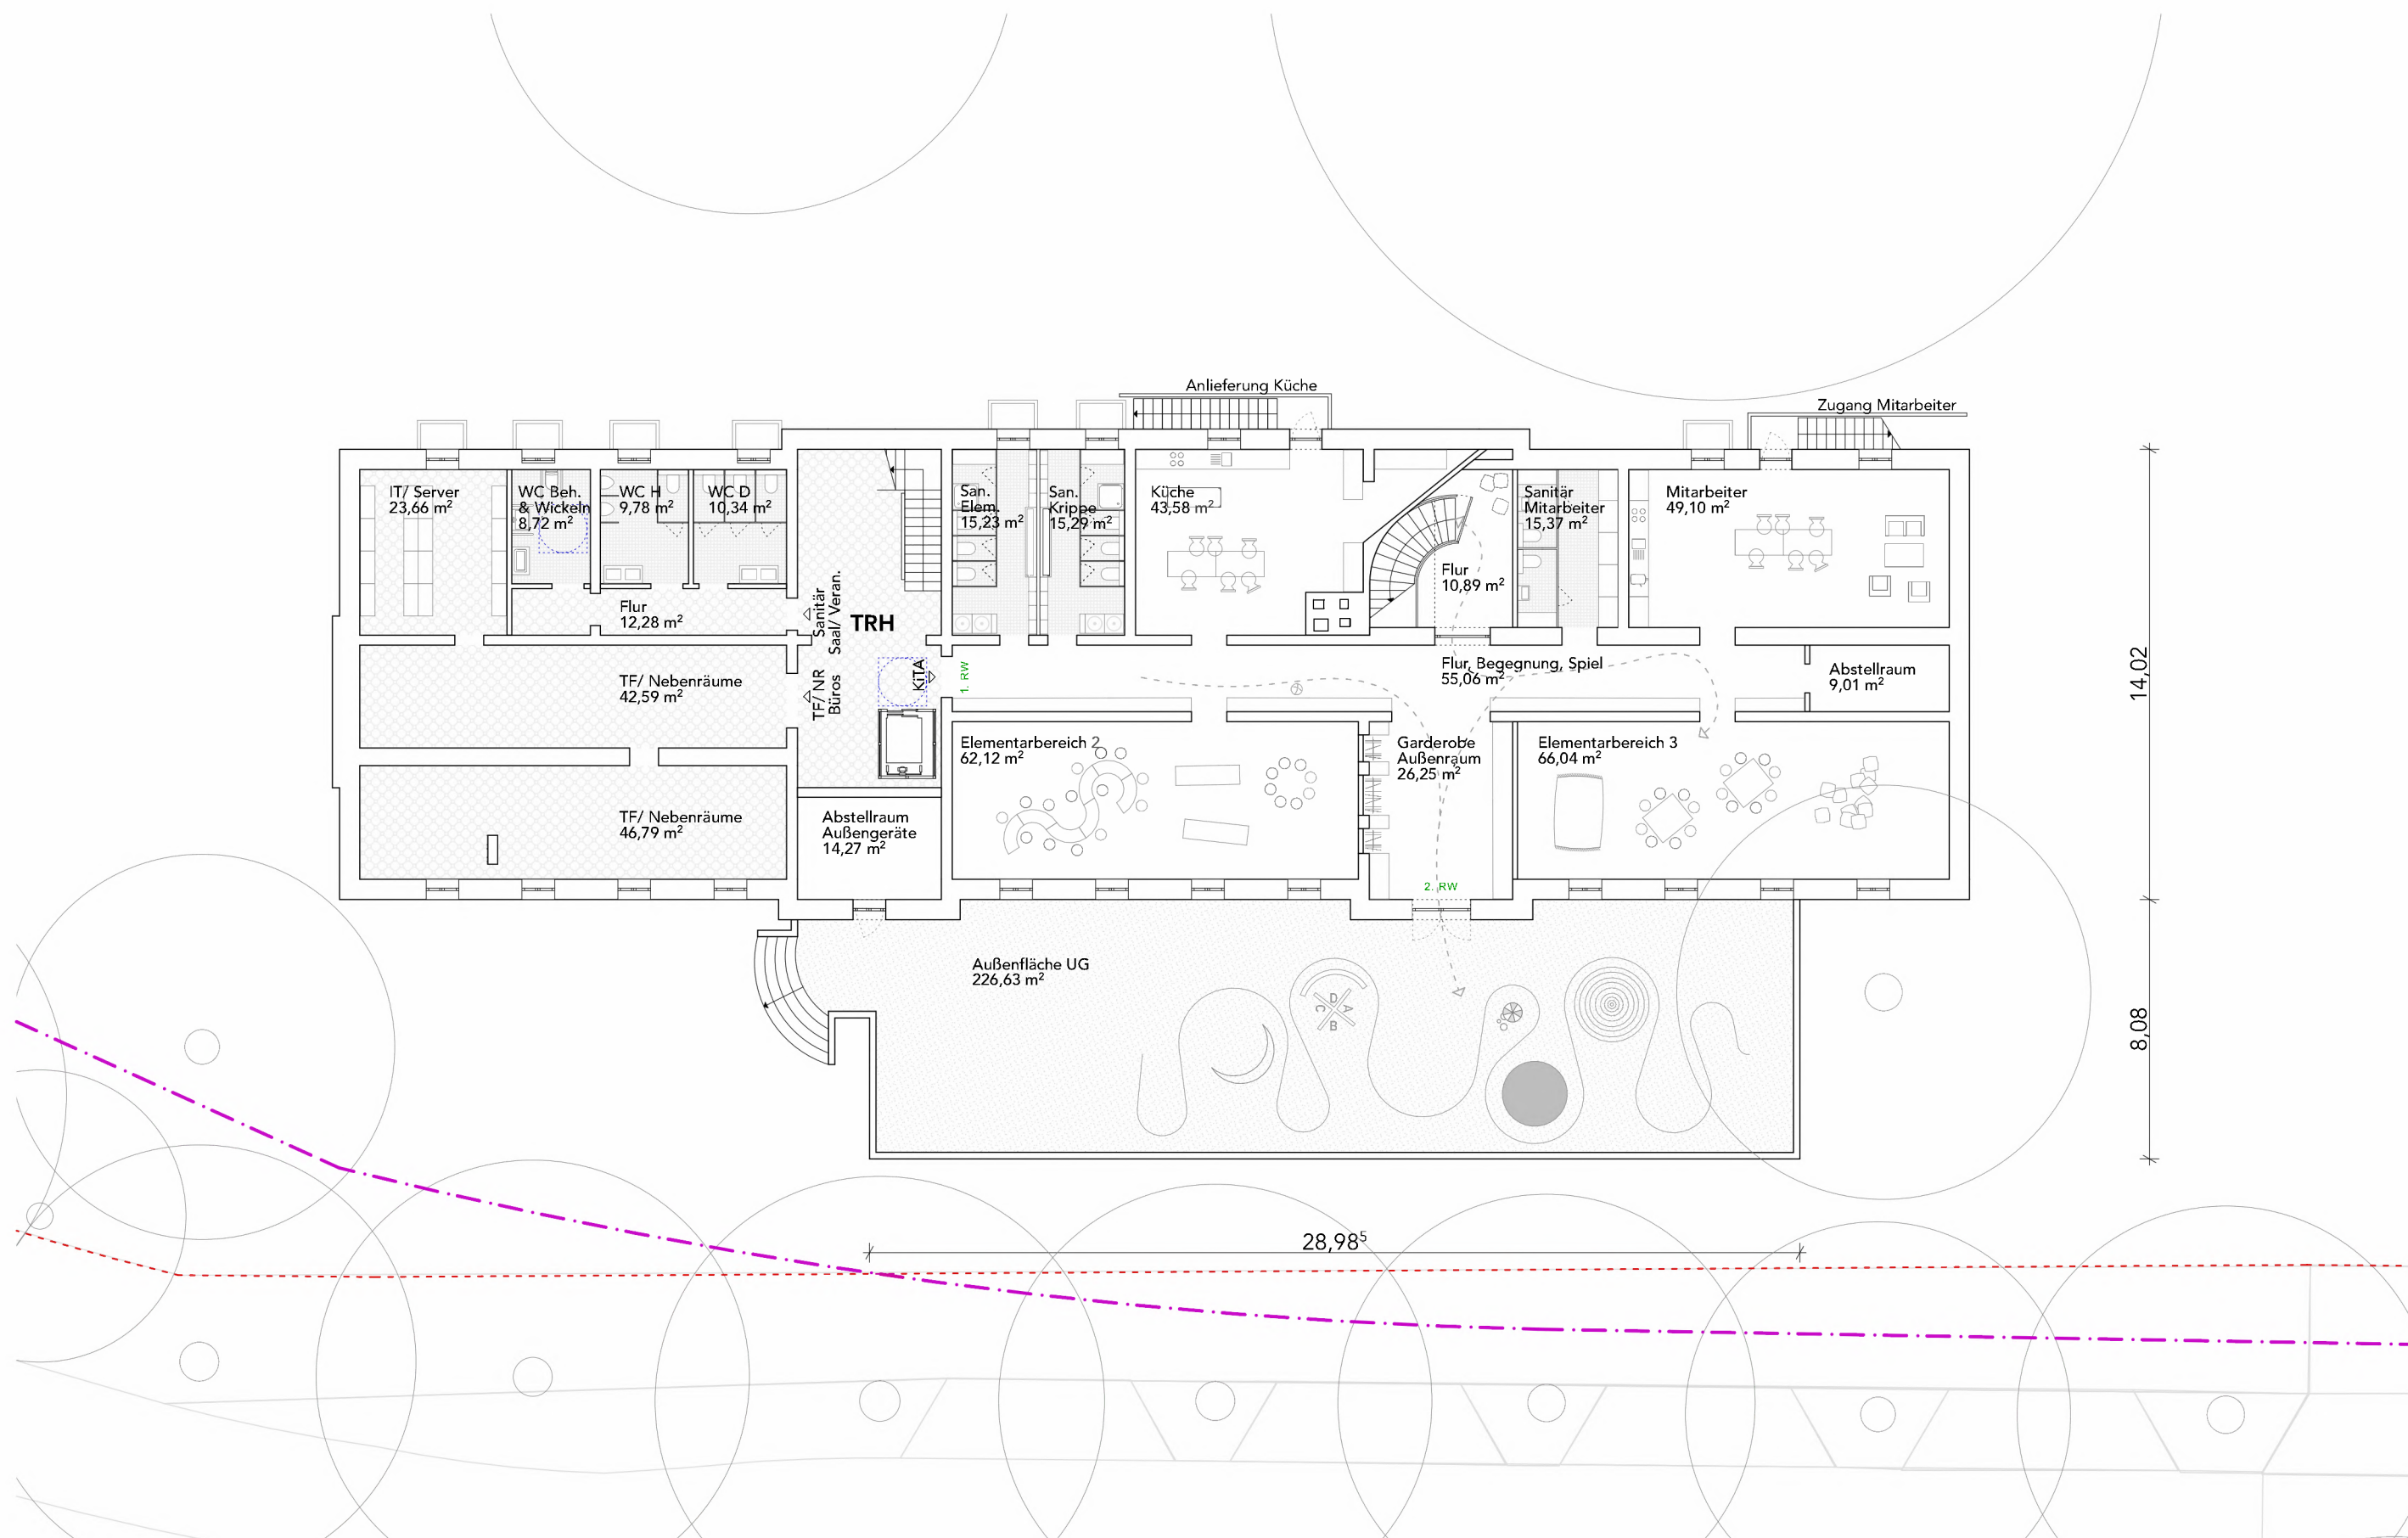 Anlieferung Küche
Zugang Mitarbeiter
IT/ Server
23,66 m²
WC Beh.
& Wickeln
8,72 m²
WC H
9,78 m²
WC D
10,34 m²
San.
Elem.
15,23 m²
San.
Krippe
15,29 m²
Küche
43,58 m²
Flur
10,89 m²
Sanitär
Mitarbeiter
15,37 m²
Mitarbeiter
49,10 m²
Flur
12,28 m²
Sanitär
Saal/ Veran.
TRH
TF/ NR
Büros
KiTA
1. RW
Flur, Begegnung, Spiel
55,06 m²
Abstellraum
9,01 m²
TF/ Nebenräume
42,59 m²
TF/ Nebenräume
46,79 m²
Abstellraum
Außengeräte
14,27 m²
Elementarbereich 2
62,12 m²
Garderobe
Außenraum
26,25 m²
Elementarbereich 3
66,04 m²
2. RW
Außenfläche UG
226,63 m²
D
A
C
B
14,02
8,08
28,98⁵